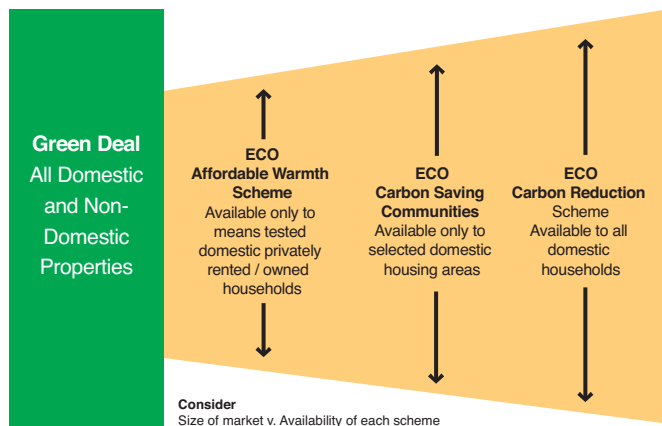 Green Deal
All Domestic
and Non-
Domestic
Properties
ECO
Affordable Warmth
Scheme
Available only to
means tested
domestic privately
rented / owned
households
ECO
Carbon Saving
Communities
Available only to
selected domestic
housing areas
ECO
Carbon Reduction
Scheme
Available to all
domestic
households
Consider
Size of market v. Availability of each scheme